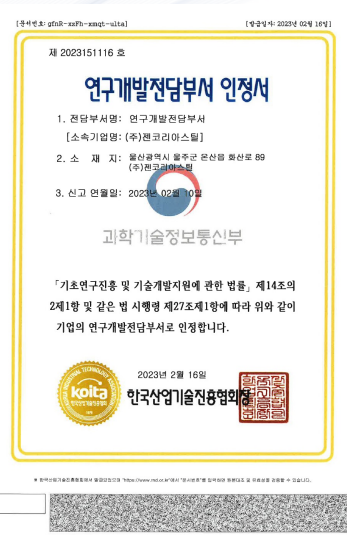 [문서번호: gfnR-xxFh-xmqt-ulta]
[발급일자: 2023년 02월 16일]
제 2023151116 호
연구개발전담부서 인정서
1. 전담부서명: 연구개발전담부서
[소속기업명: (주)젠코리아스틸]
2. 소 재 지: 울산광역시 울주군 온산읍 화산로 89
(주)젠코리아스틸
3. 신고 연월일: 2023년 02월 10일
과학기술정보통신부
「기초연구진흥 및 기술개발지원에 관한 법률」 제14조의
2제1항 및 같은 법 시행령 제27조제1항에 따라 위와 같이
기업의 연구개발전담부서로 인정합니다.
2023년 2월 16일
koita
한국산업기술진흥협회
한국산업기술진흥협회장